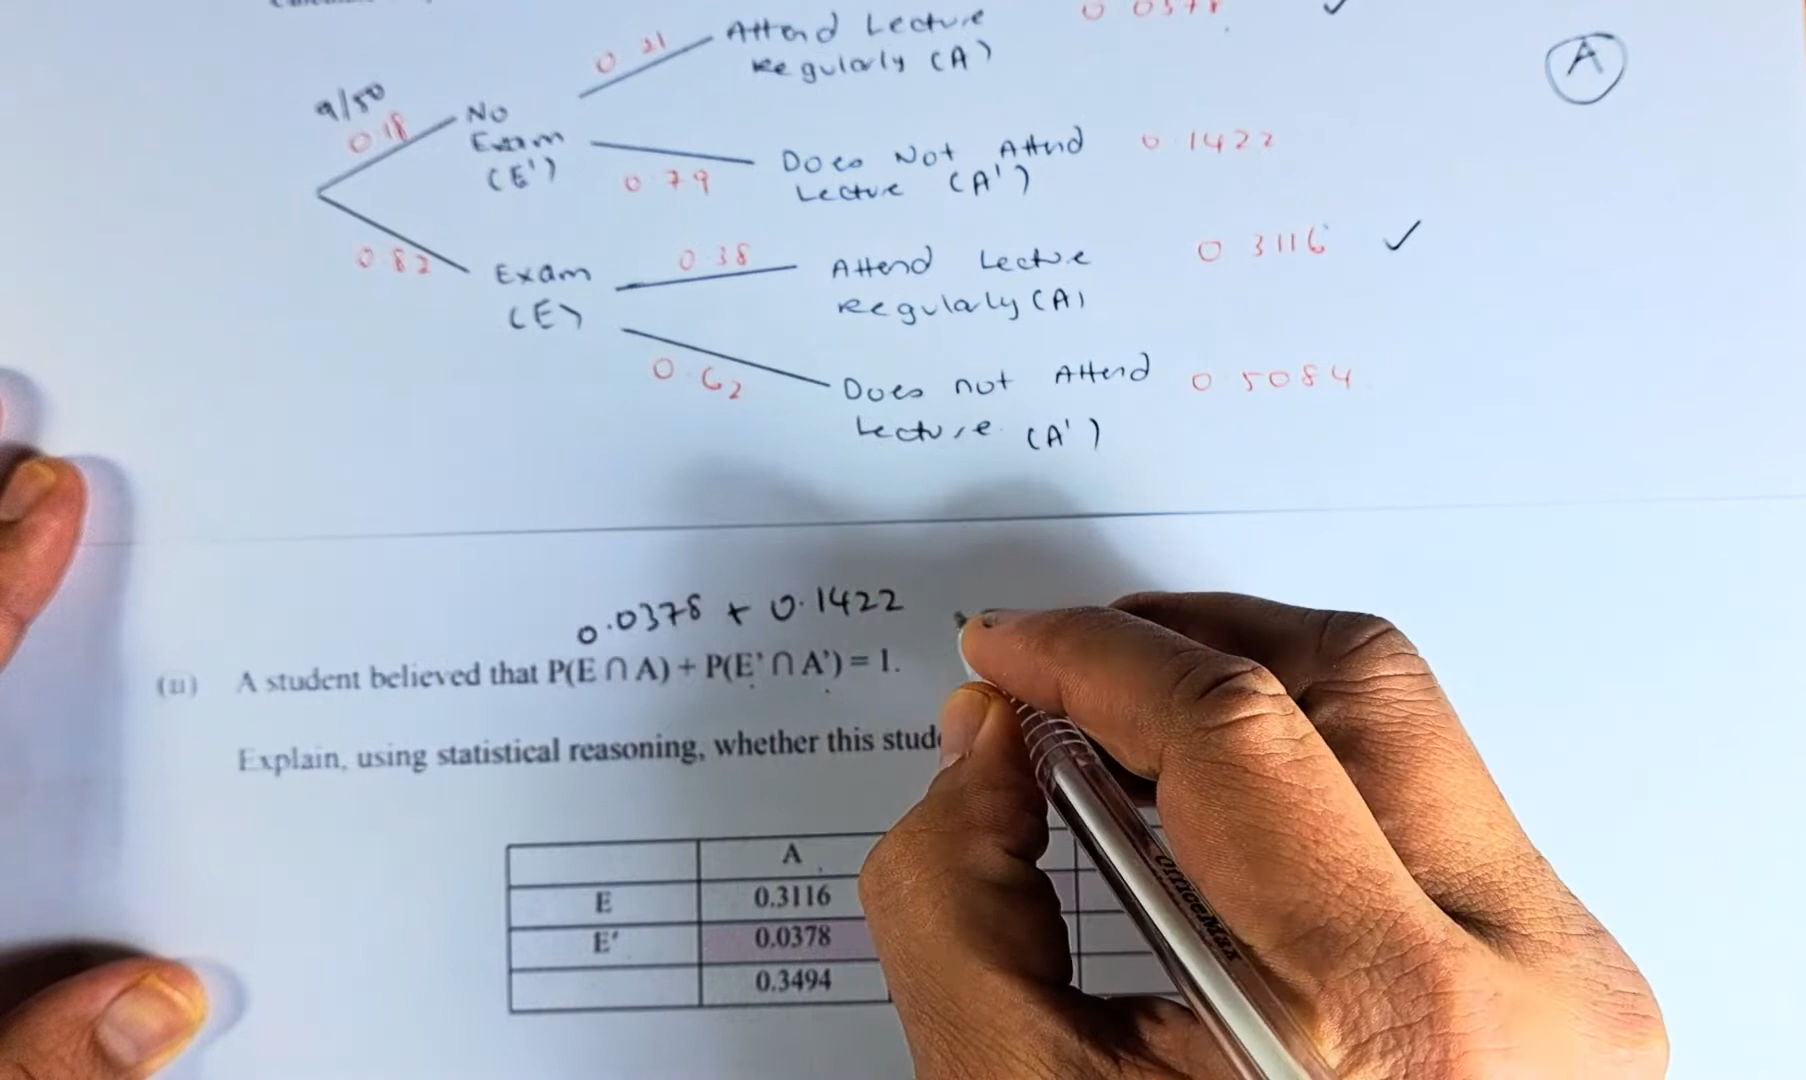 0.0378
9/50
0.18
No
Exam
(E')
0.21
Attend Lecture
Regularly (A)
A
0.79
Does Not Attend
Lecture (A')
0.1422
0.82
Exam
(E)
0.38
Attend Lecture
Regularly (A)
0.3116
0.62
Does not Attend
Lecture (A')
0.5084
0.0378 + 0.1422
(ii) A student believed that P(E ∩ A) + P(E' ∩ A') = 1.
Explain, using statistical reasoning, whether this
A
E 0.3116
E' 0.0378
0.3494
OfficeMax